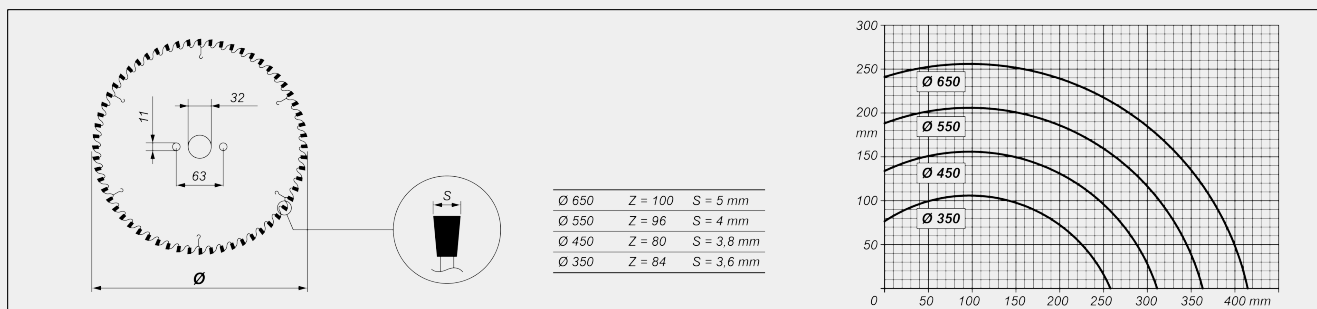 11
32
63
Ø
S
Ø 650 Z = 100 S = 5 mm
Ø 550 Z = 96 S = 4 mm
Ø 450 Z = 80 S = 3,8 mm
Ø 350 Z = 84 S = 3,6 mm
300
250
200
mm
150
100
50
Ø 650
Ø 550
Ø 450
Ø 350
0 50 100 150 200 250 300 350 400 mm